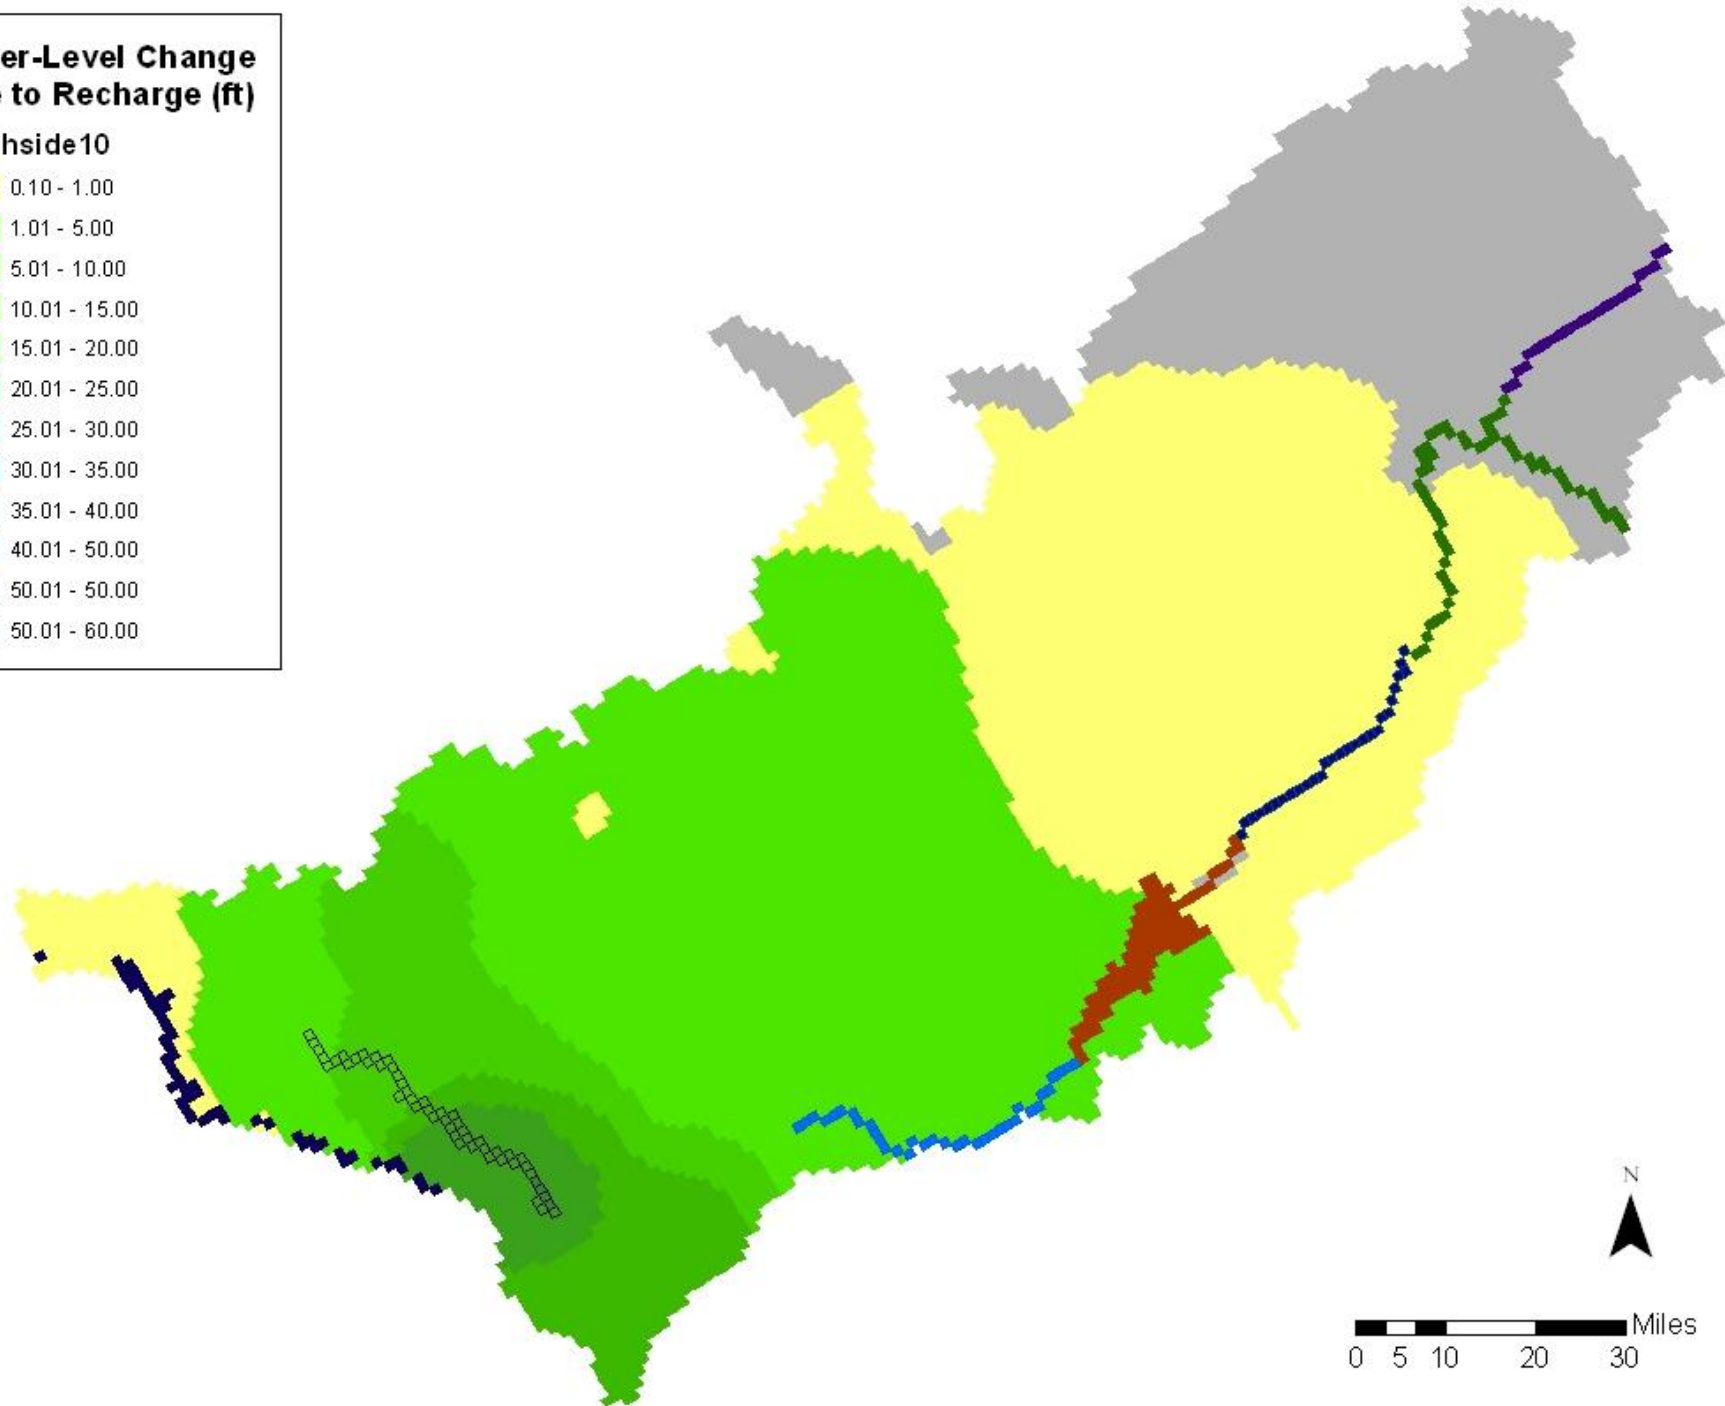 er-Level Change
to Recharge (ft)
hside10
0.10 - 1.00
1.01 - 5.00
5.01 - 10.00
10.01 - 15.00
15.01 - 20.00
20.01 - 25.00
25.01 - 30.00
30.01 - 35.00
35.01 - 40.00
40.01 - 50.00
50.01 - 50.00
50.01 - 60.00
N
Miles
0 5 10 20 30